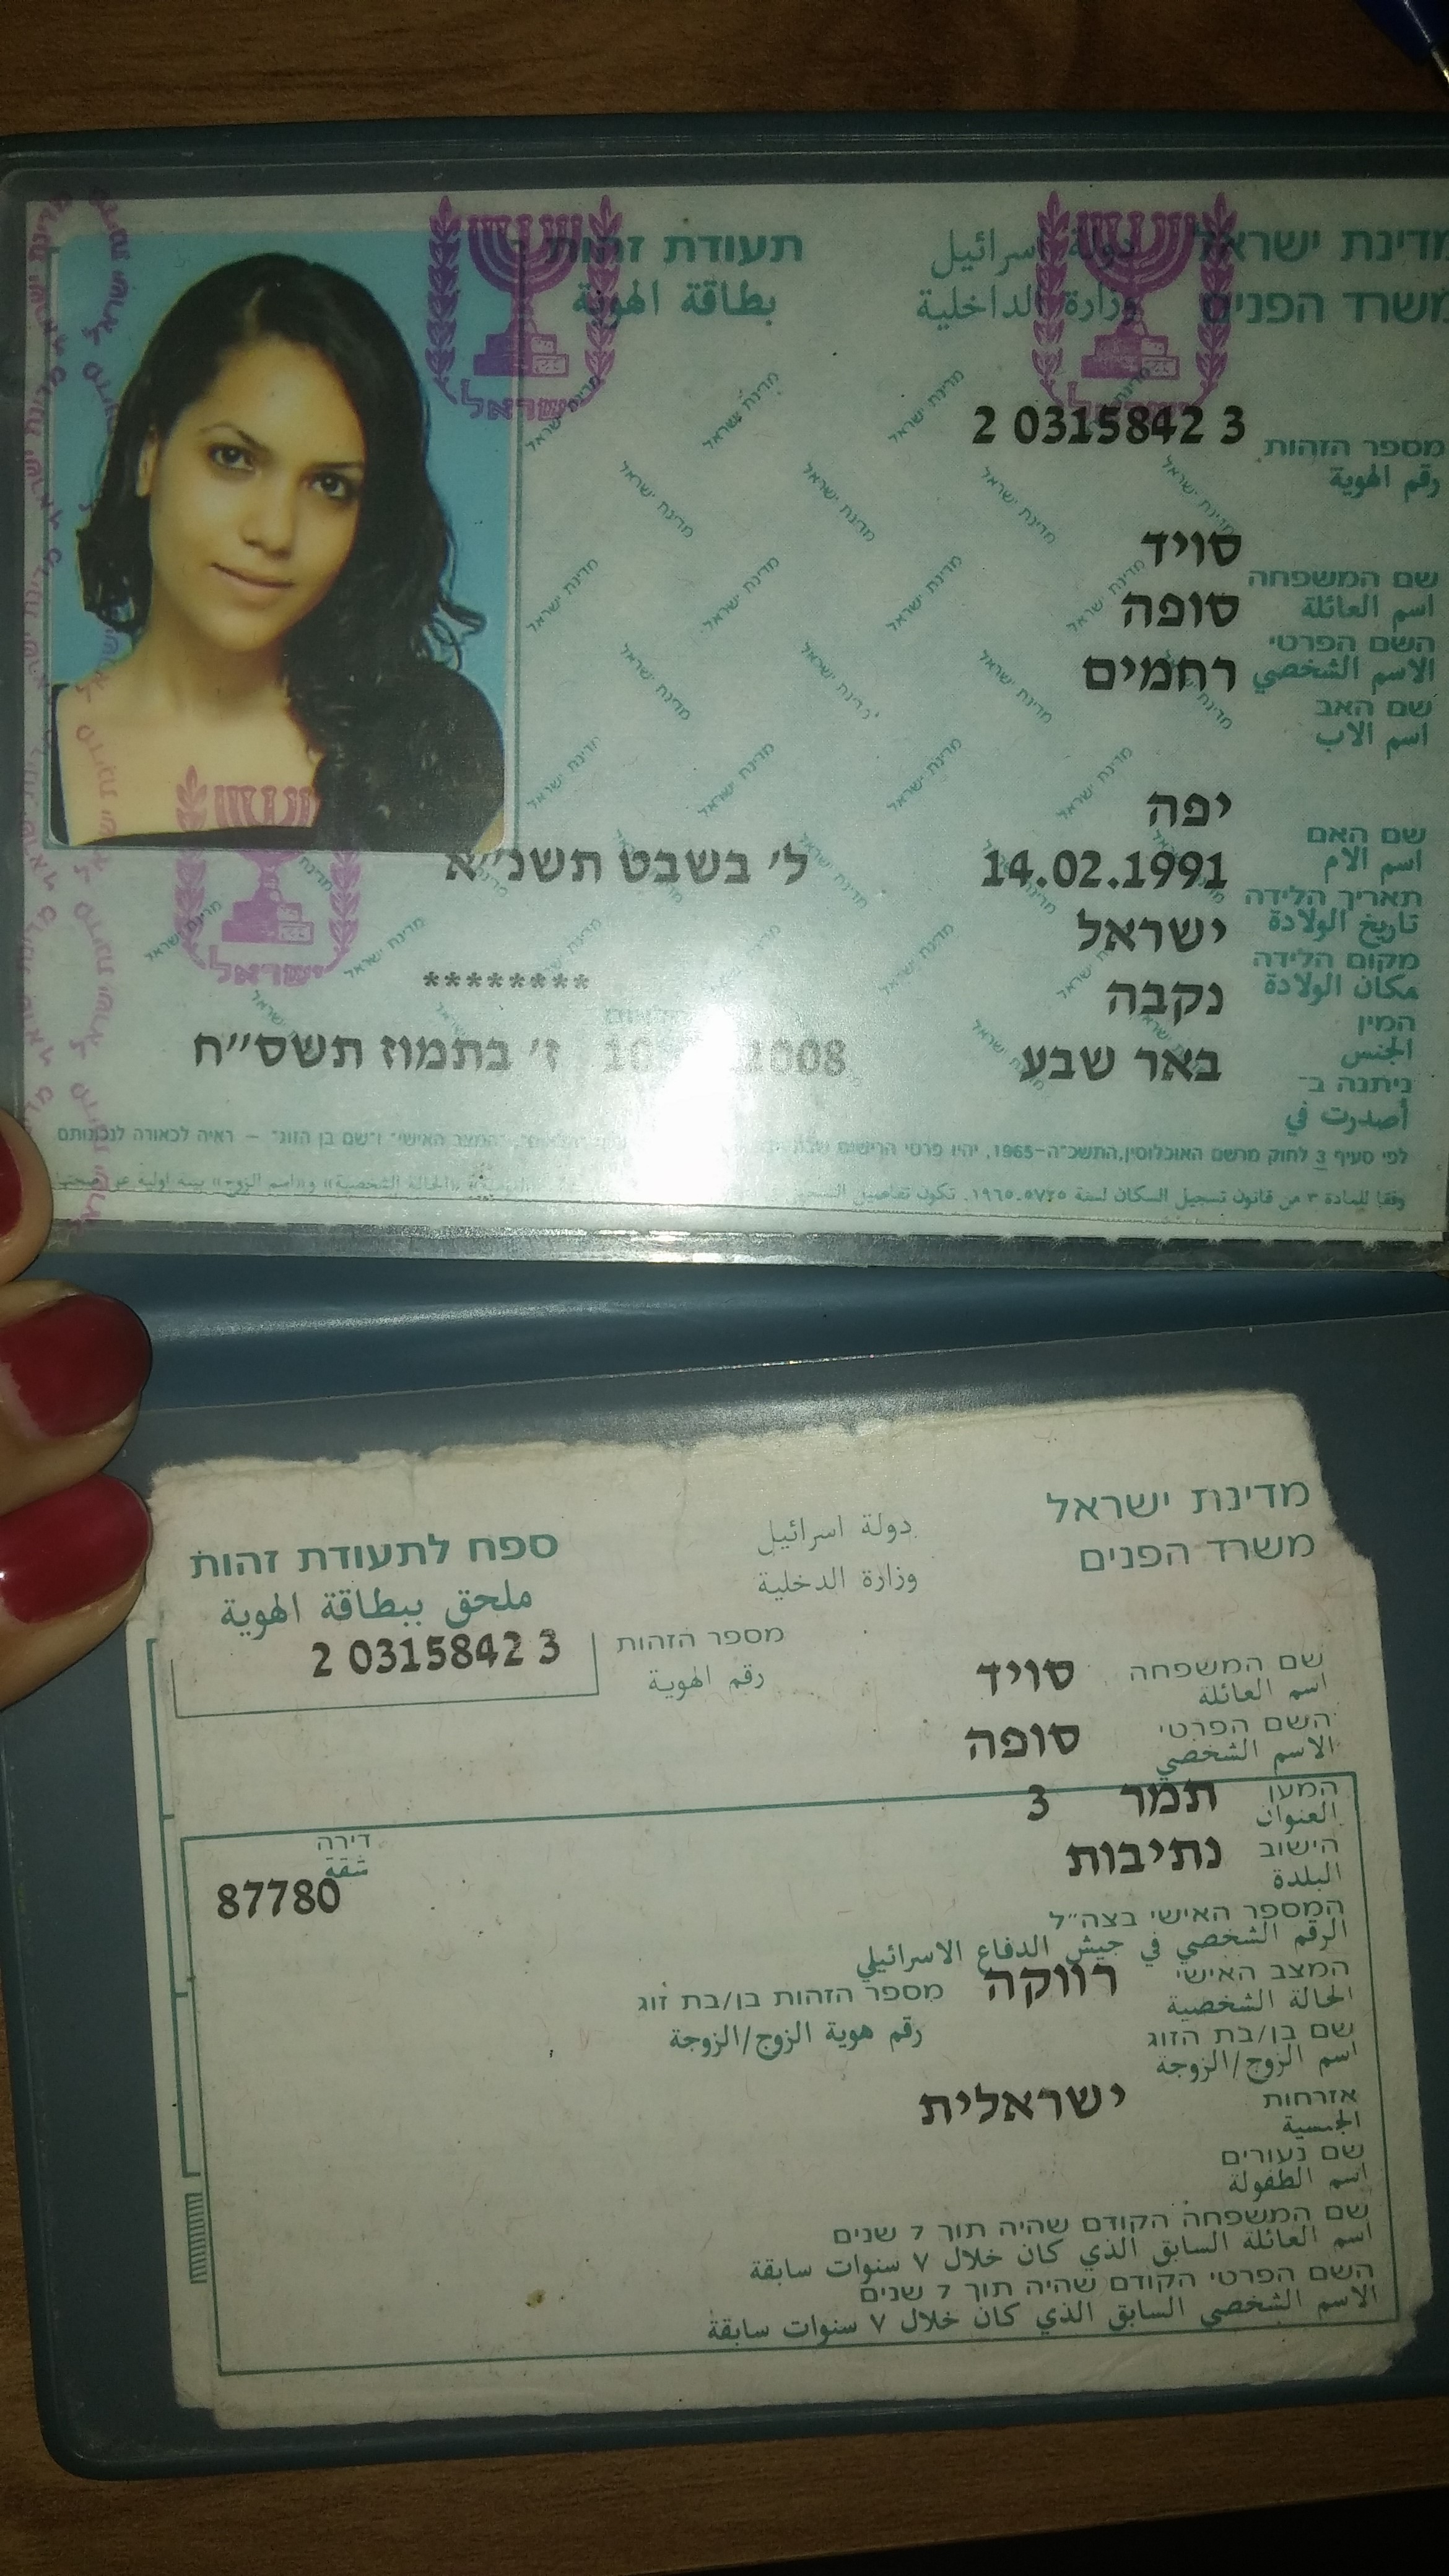 מדינת ישראל دولة اسرائيل תעודת זהות
משרד הפנים وزارة الداخلية بطاقة الهوية
מספר הזהות 2 0315842 3
رقم الهوية
סויד
שם המשפחה
اسم العائلة סופה
השם הפרטי
الاسم الشخصي רחמים
שם האב
اسم الاب
יפה
שם האם
اسم الام 14.02.1991 ל׳ בשבט תשנ״א
תאריך הלידה
تاريخ الولادة ישראל
מקום הלידה
مكان الولادة נקבה ********
המין
الجنس באר שבע 2008 ז׳ בתמוז תשס״ח
ניתנה ב-
أصدرت في
לפי סעיף 3 לחוק מרשם האוכלוסין, התשכ״ה-1965, יהיו פרטי הרישום "המצב האישי" ו"שם בן הזוג" – ראיה לכאורה לנכונותם
وفقا للمادة ٣ من قانون تسجيل السكان لسنة ٥٧٢٥-١٩٦٥، تكون تفاصيل «الحالة الشخصية» و«اسم الزوج» بينة اولية
ישראל
ישראל
ישראל
מדינת ישראל
מדינת ישראל دولة اسرائيل ספח לתעודת זהות
משרד הפנים وزارة الدخلية ملحق ببطاقة الهوية
מספר הזהות 2 0315842 3
رقم الهوية
שם המשפחה סויד
اسم العائلة
השם הפרטי סופה
الاسم الشخصي
המען תמר 3
العنوان
הישוב נתיבות דירה
البلدة شقة
87780
המספר האישי בצה״ל
الرقم الشخصي في جيش الدفاع الاسرائيلي
המצב האישי רווקה מספר הזהות בן/בת זוג
الحالة الشخصية رقم هوية الزوج/الزوجة
שם בן/בת הזוג
اسم الزوج/الزوجة
אזרחות ישראלית
الجنسية
שם נעורים
اسم الطفولة
שם המשפחה הקודם שהיה תוך 7 שנים
اسم العائلة السابق الذي كان خلال ٧ سنوات سابقة
השם הפרטי הקודם שהיה תוך 7 שנים
الاسم الشخصي السابق الذي كان خلال ٧ سنوات سابقة